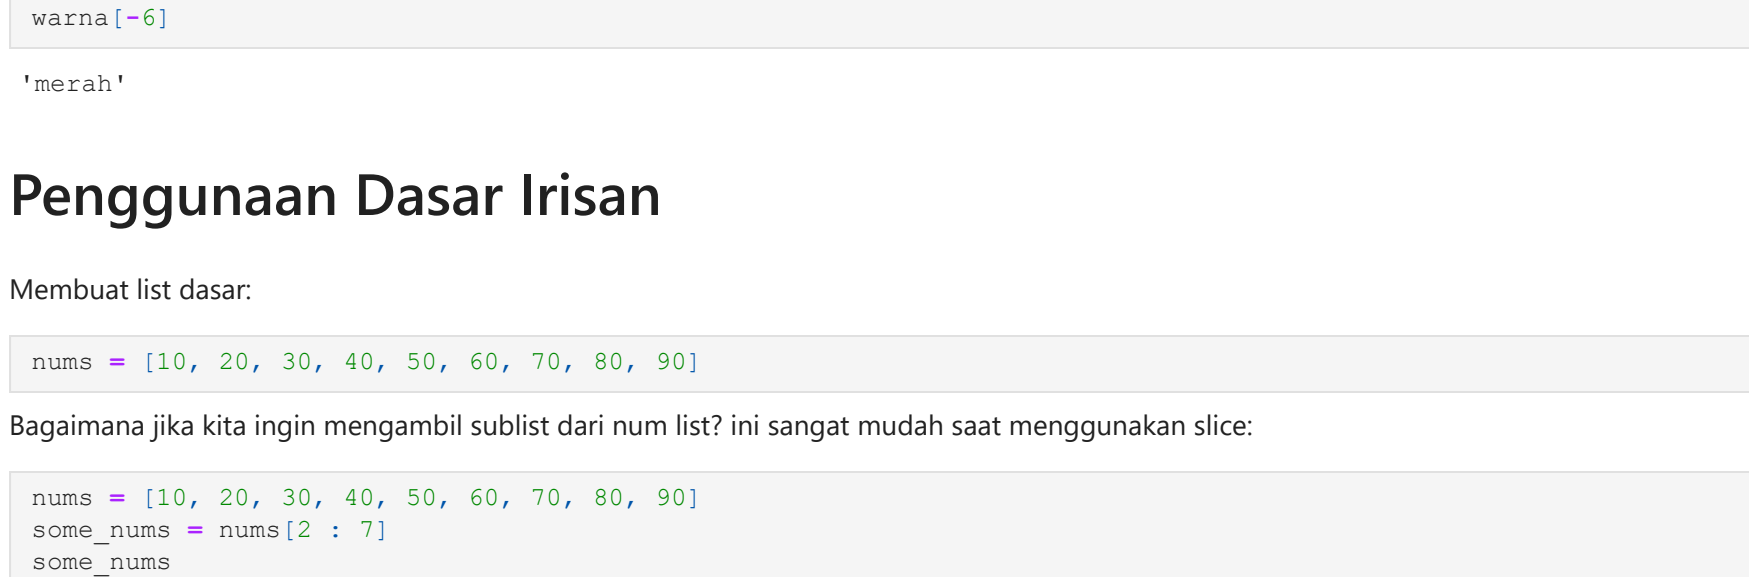 warna[-6]
'merah'
Penggunaan Dasar Irisan
Membuat list dasar:
nums = [10, 20, 30, 40, 50, 60, 70, 80, 90]
Bagaimana jika kita ingin mengambil sublist dari num list? ini sangat mudah saat menggunakan slice:
nums = [10, 20, 30, 40, 50, 60, 70, 80, 90]
some_nums = nums[2 : 7]
some_nums